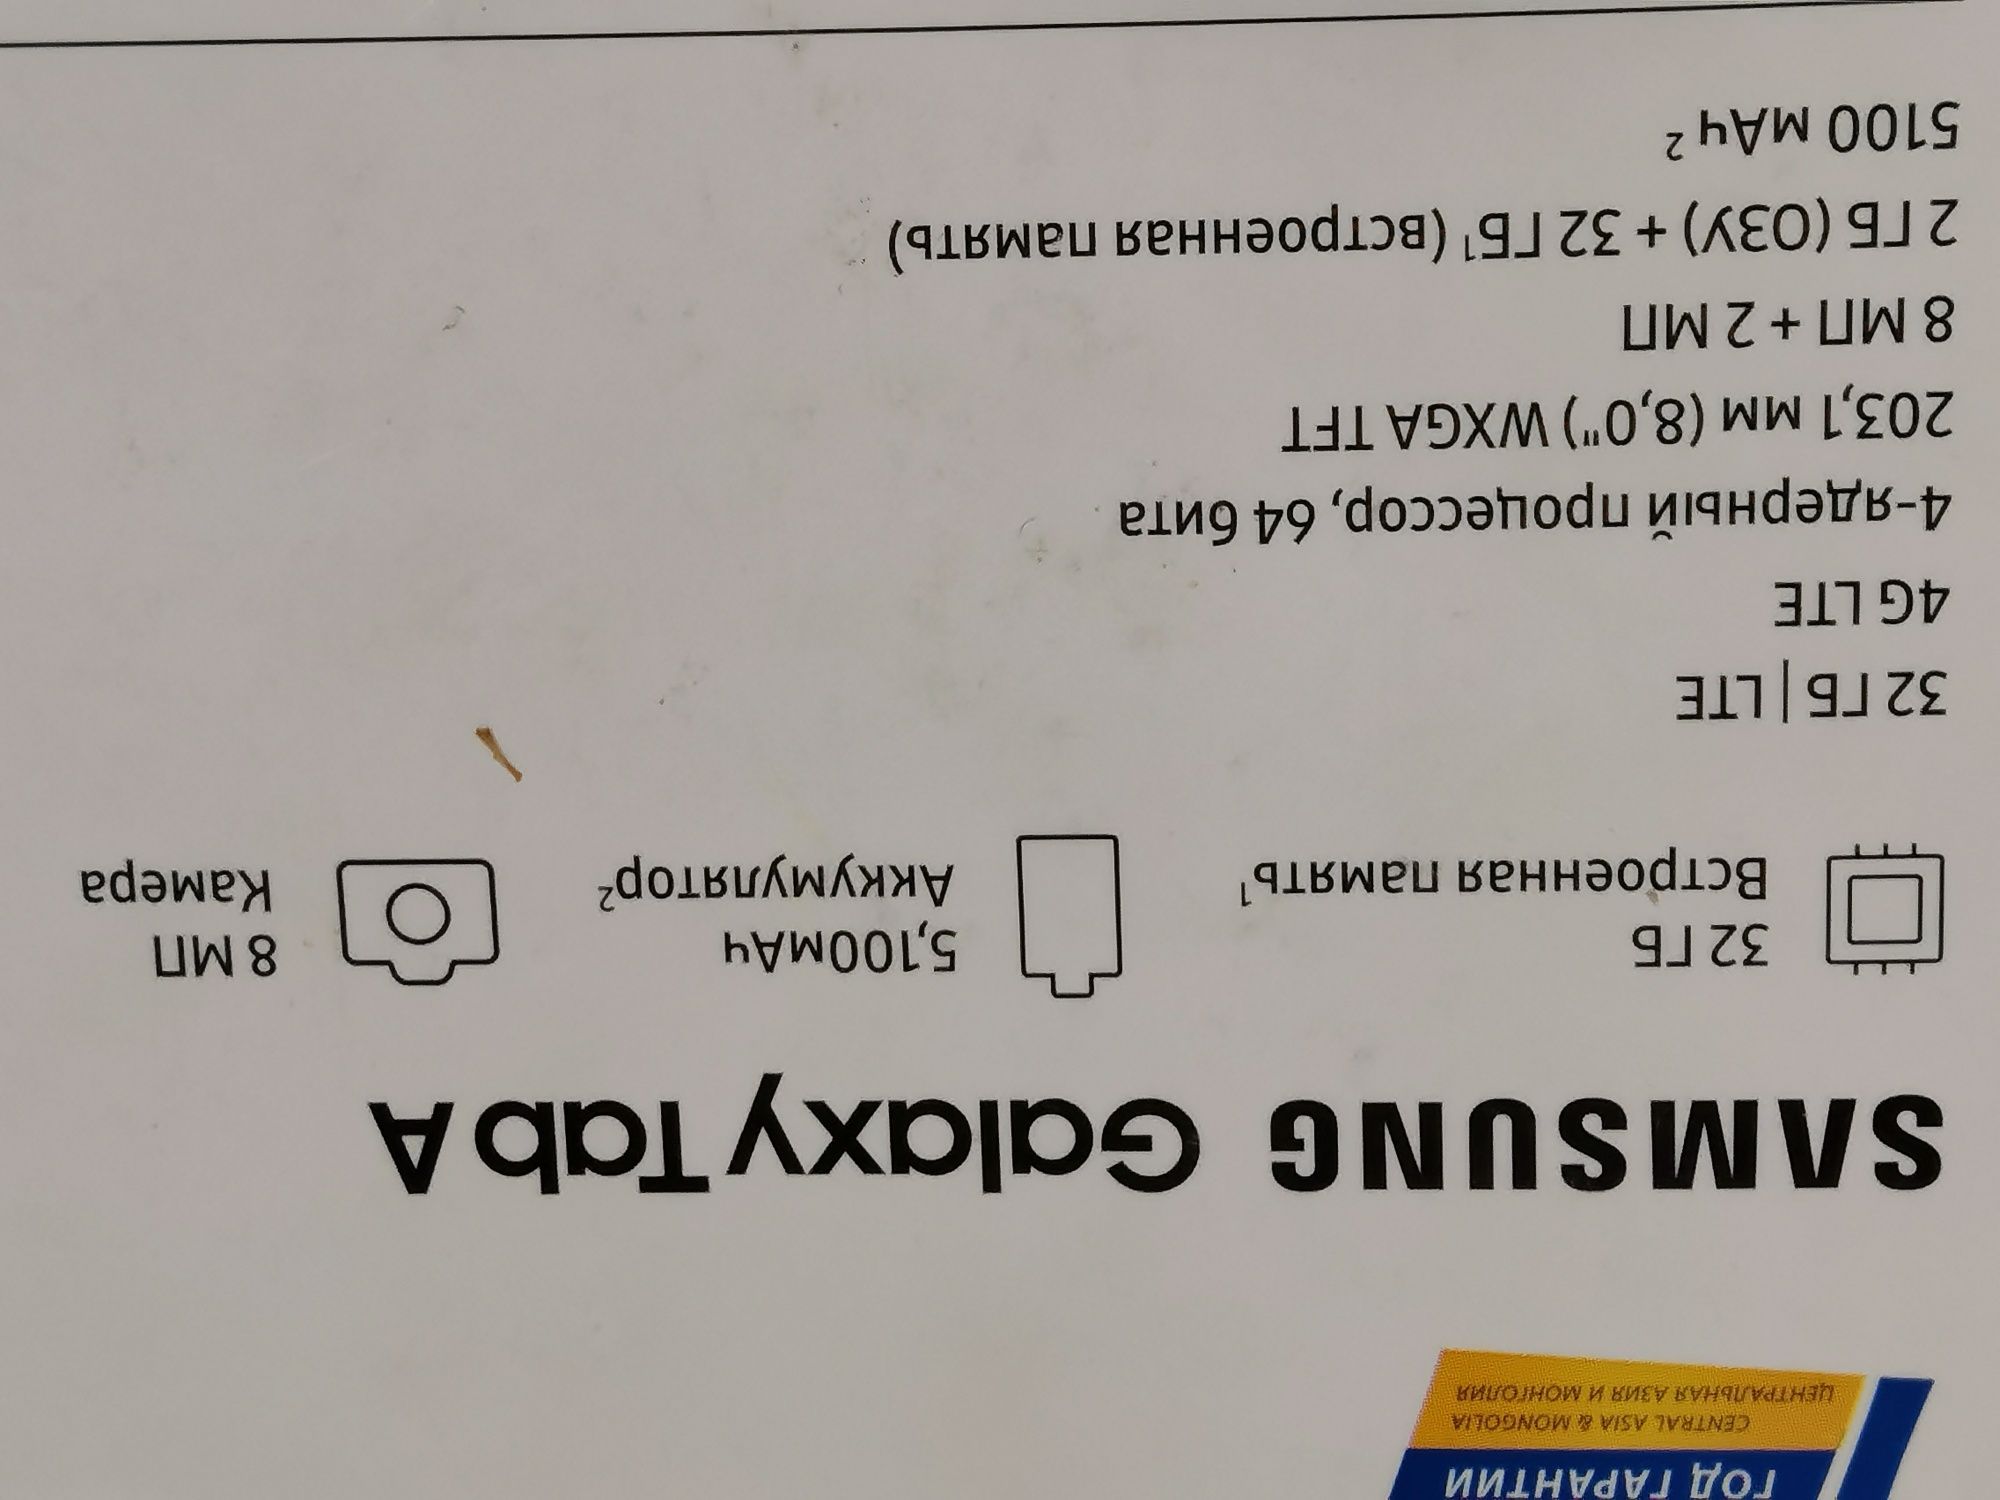 ГОД ГАРАНТИИ
CENTRAL ASIA & MONGOLIA
ЦЕНТРАЛЬНАЯ АЗИЯ И МОНГОЛИЯ
SAMSUNG Galaxy Tab A
32 ГБ
Встроенная память¹
5,100мАч
Аккумулятор²
8 МП
Камера
32 ГБ | LTE
4G LTE
4-ядерный процессор, 64 бита
203,1 мм (8,0") WXGA TFT
8 МП + 2 МП
2 ГБ (ОЗУ) + 32 ГБ¹ (встроенная память)
5100 мАч ²